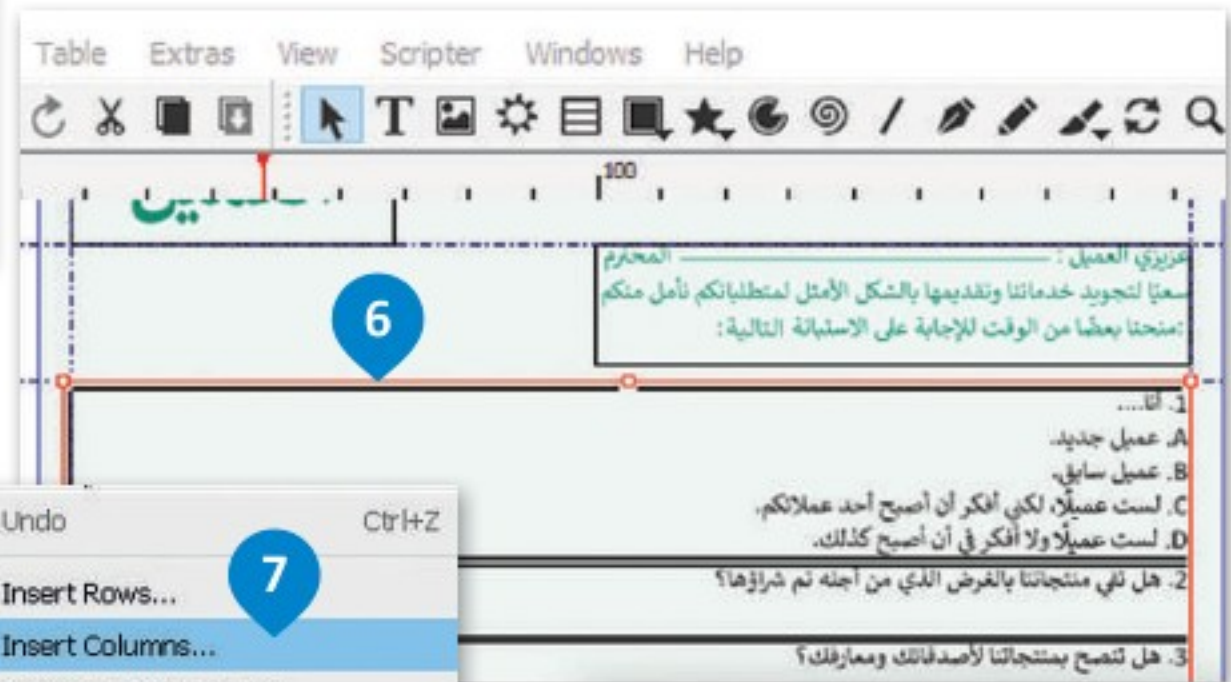 Table Extras View Scripter Windows Help
100
عزيزي العميل : ــــــــــــــــ المحترم
سعيًا لتجويد خدماتنا وتقديمها بالشكل الأمثل لمتطلباتكم نأمل منكم
:منحنا بعضًا من الوقت للإجابة على الاستبانة التالية:
6
1. أنا....
A. عميل جديد.
B. عميل سابق.
C. لست عميلًا، لكني أفكر أن أصبح أحد عملائكم.
D. لست عميلًا ولا أفكر في أن أصبح كذلك.
2. هل تفي منتجاتنا بالغرض الذي من أجله تم شراؤها؟
3. هل تنصح بمنتجاتنا لأصدقائك ومعارفك؟
Undo Ctrl+Z
7
Insert Rows...
Insert Columns...